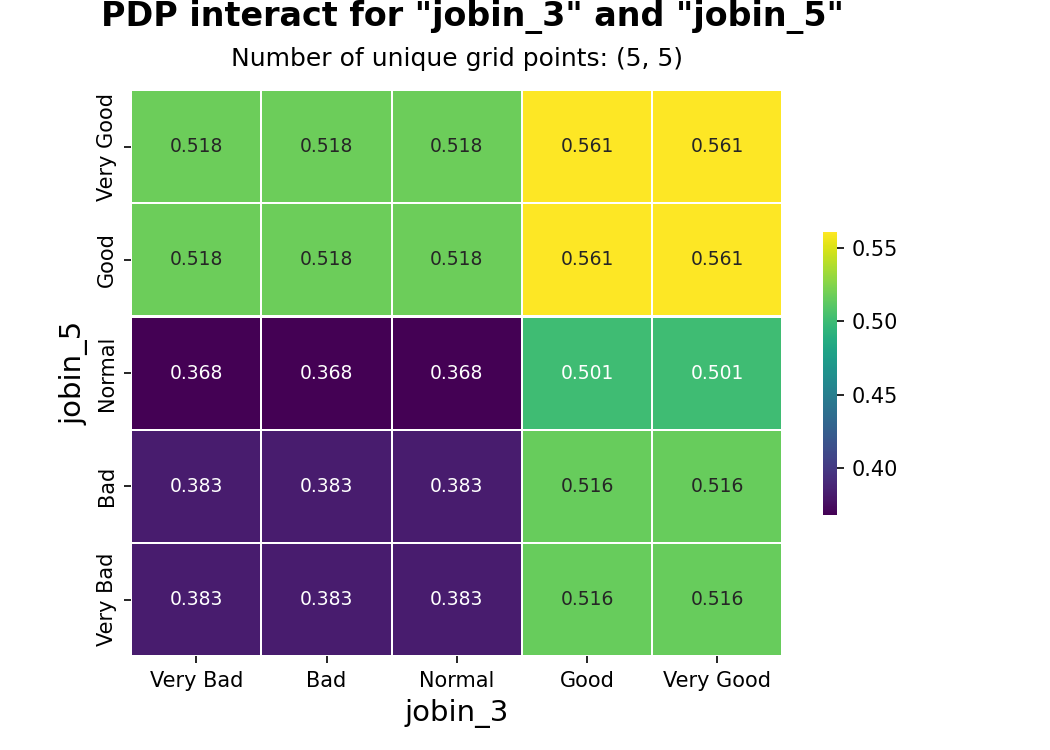 PDP interact for "jobin_3" and "jobin_5"
Number of unique grid points: (5, 5)
jobin_5
Very Good
0.518 0.518 0.518 0.561 0.561
Good
0.518 0.518 0.518 0.561 0.561
Normal
0.368 0.368 0.368 0.501 0.501
Bad
0.383 0.383 0.383 0.516 0.516
Very Bad
0.383 0.383 0.383 0.516 0.516
Very Bad Bad Normal Good Very Good
jobin_3
0.55
0.50
0.45
0.40